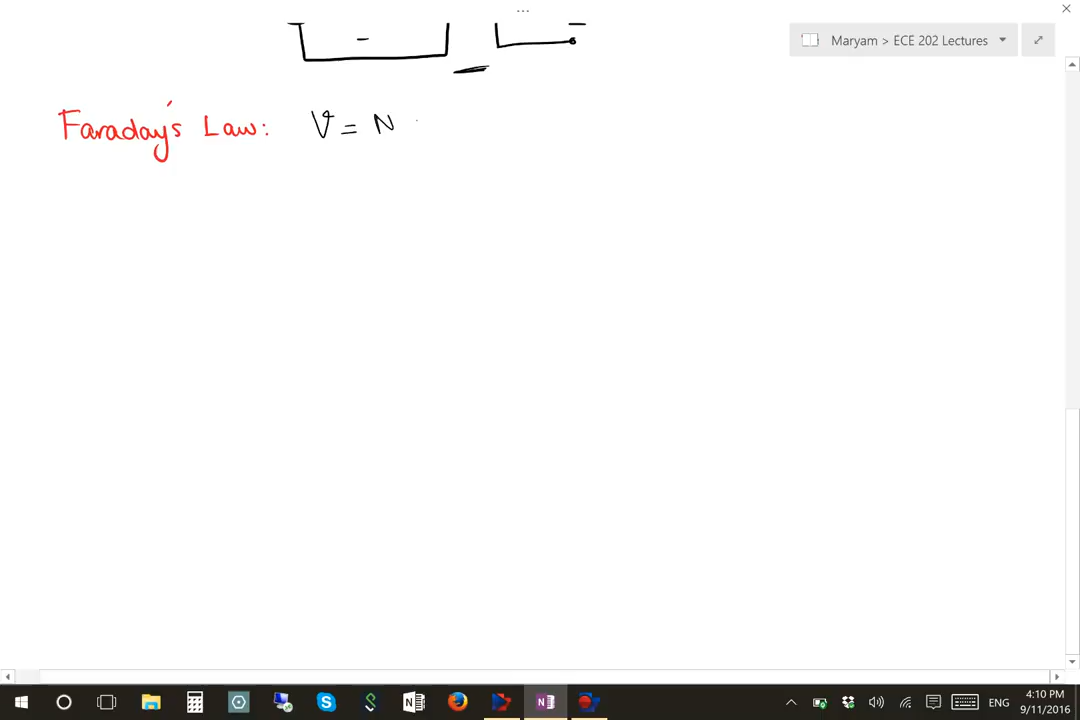 Maryam > ECE 202 Lectures
Faraday's Law: V = N
ENG
4:10 PM
9/11/2016